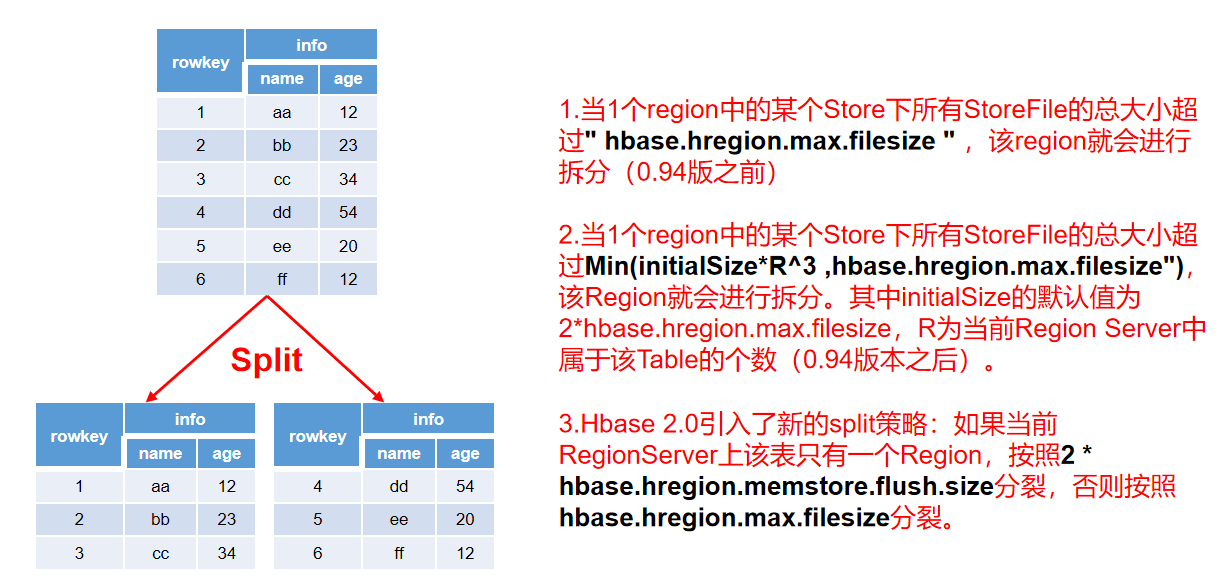 info
rowkey
name age
1 aa 12
2 bb 23
3 cc 34
4 dd 54
5 ee 20
6 ff 12
Split
info
rowkey
name age
1 aa 12
2 bb 23
3 cc 34
info
rowkey
name age
4 dd 54
5 ee 20
6 ff 12
1.当1个region中的某个Store下所有StoreFile的总大小超
过" hbase.hregion.max.filesize " ，该region就会进行
拆分（0.94版之前）
2.当1个region中的某个Store下所有StoreFile的总大小超
过Min(initialSize*R^3 ,hbase.hregion.max.filesize")，
该Region就会进行拆分。其中initialSize的默认值为
2*hbase.hregion.max.filesize，R为当前Region Server中
属于该Table的个数（0.94版本之后）。
3.Hbase 2.0引入了新的split策略：如果当前
RegionServer上该表只有一个Region，按照2 *
hbase.hregion.memstore.flush.size分裂，否则按照
hbase.hregion.max.filesize分裂。